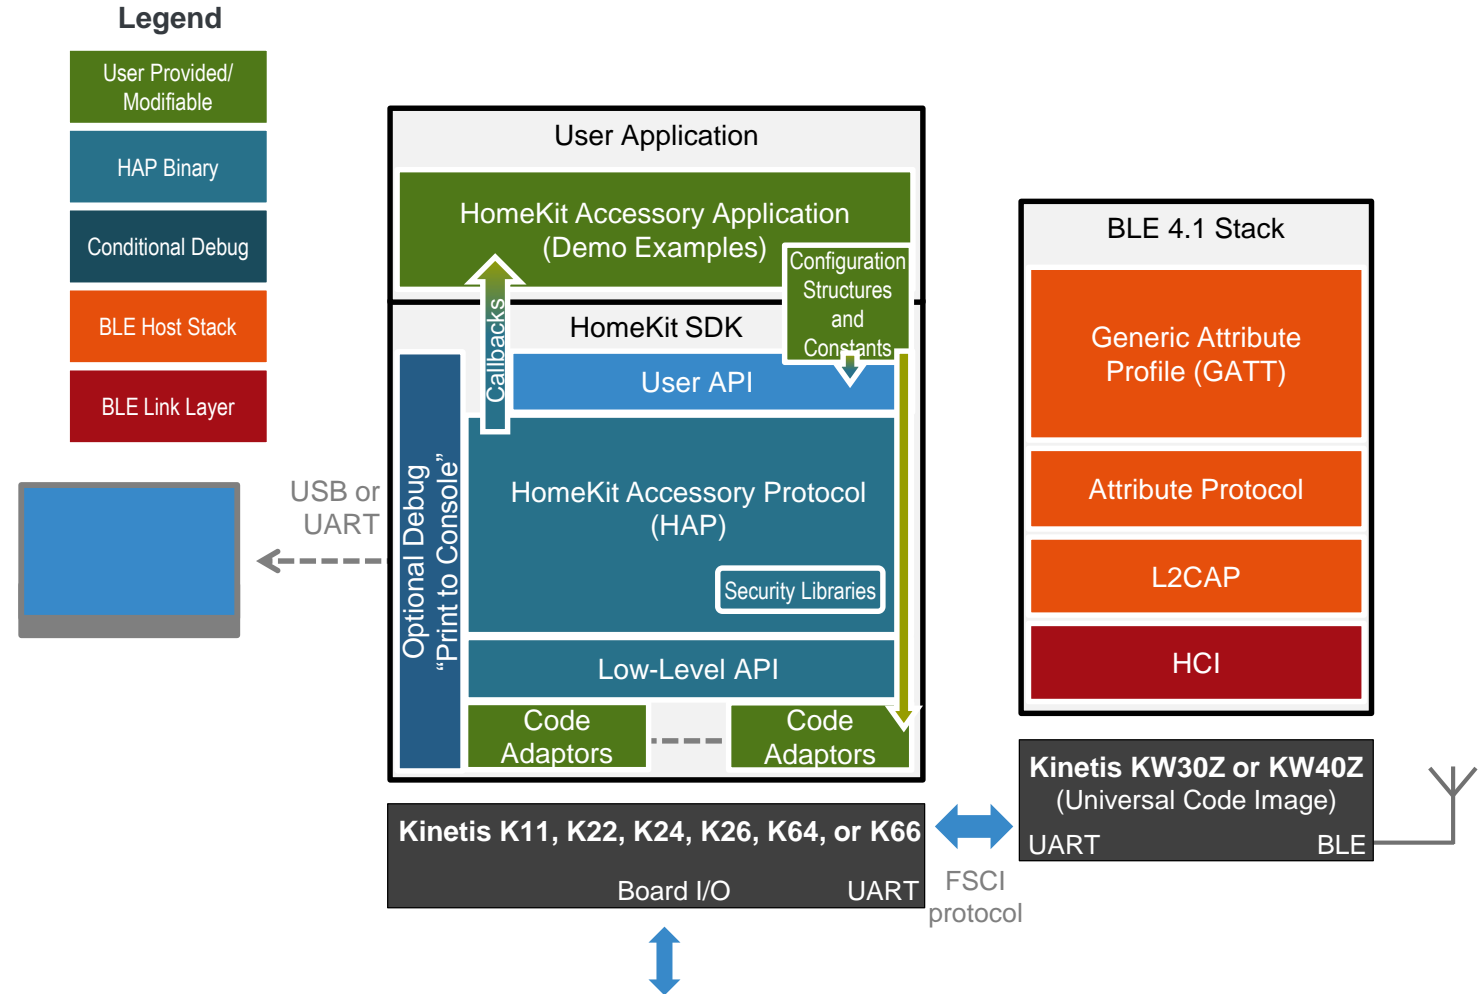 Legend
User Provided/
Modifiable
HAP Binary
Conditional Debug
BLE Host Stack
BLE Link Layer
User Application
HomeKit Accessory Application
(Demo Examples)
Configuration
Structures
and
Constants
Callbacks
HomeKit SDK
User API
Optional Debug
“Print to Console”
HomeKit Accessory Protocol
(HAP)
Security Libraries
Low-Level API
Code
Adaptors
Code
Adaptors
USB or
UART
Kinetis K11, K22, K24, K26, K64, or K66
Board I/O
UART
FSCI
protocol
BLE 4.1 Stack
Generic Attribute
Profile (GATT)
Attribute Protocol
L2CAP
HCI
Kinetis KW30Z or KW40Z
(Universal Code Image)
UART
BLE